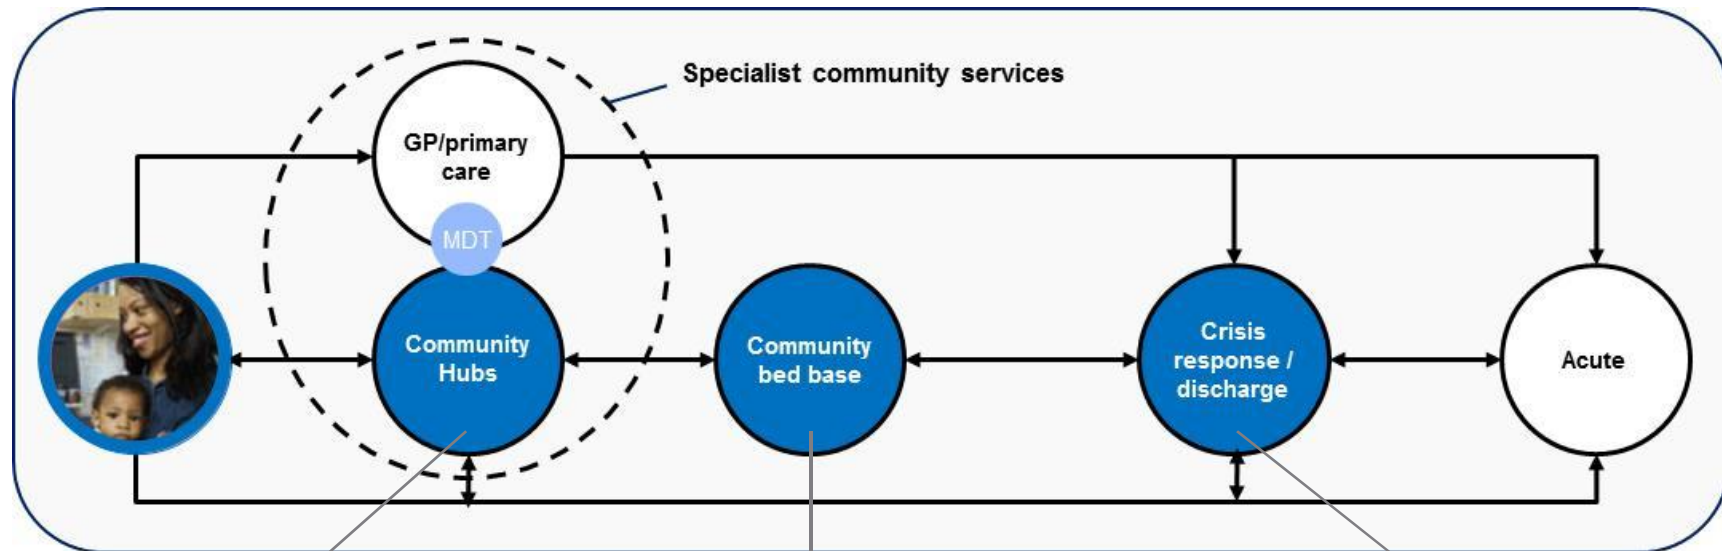 Specialist community services
GP/primary
care
MDT
Community
Hubs
Community
bed base
Crisis
response /
discharge
Acute